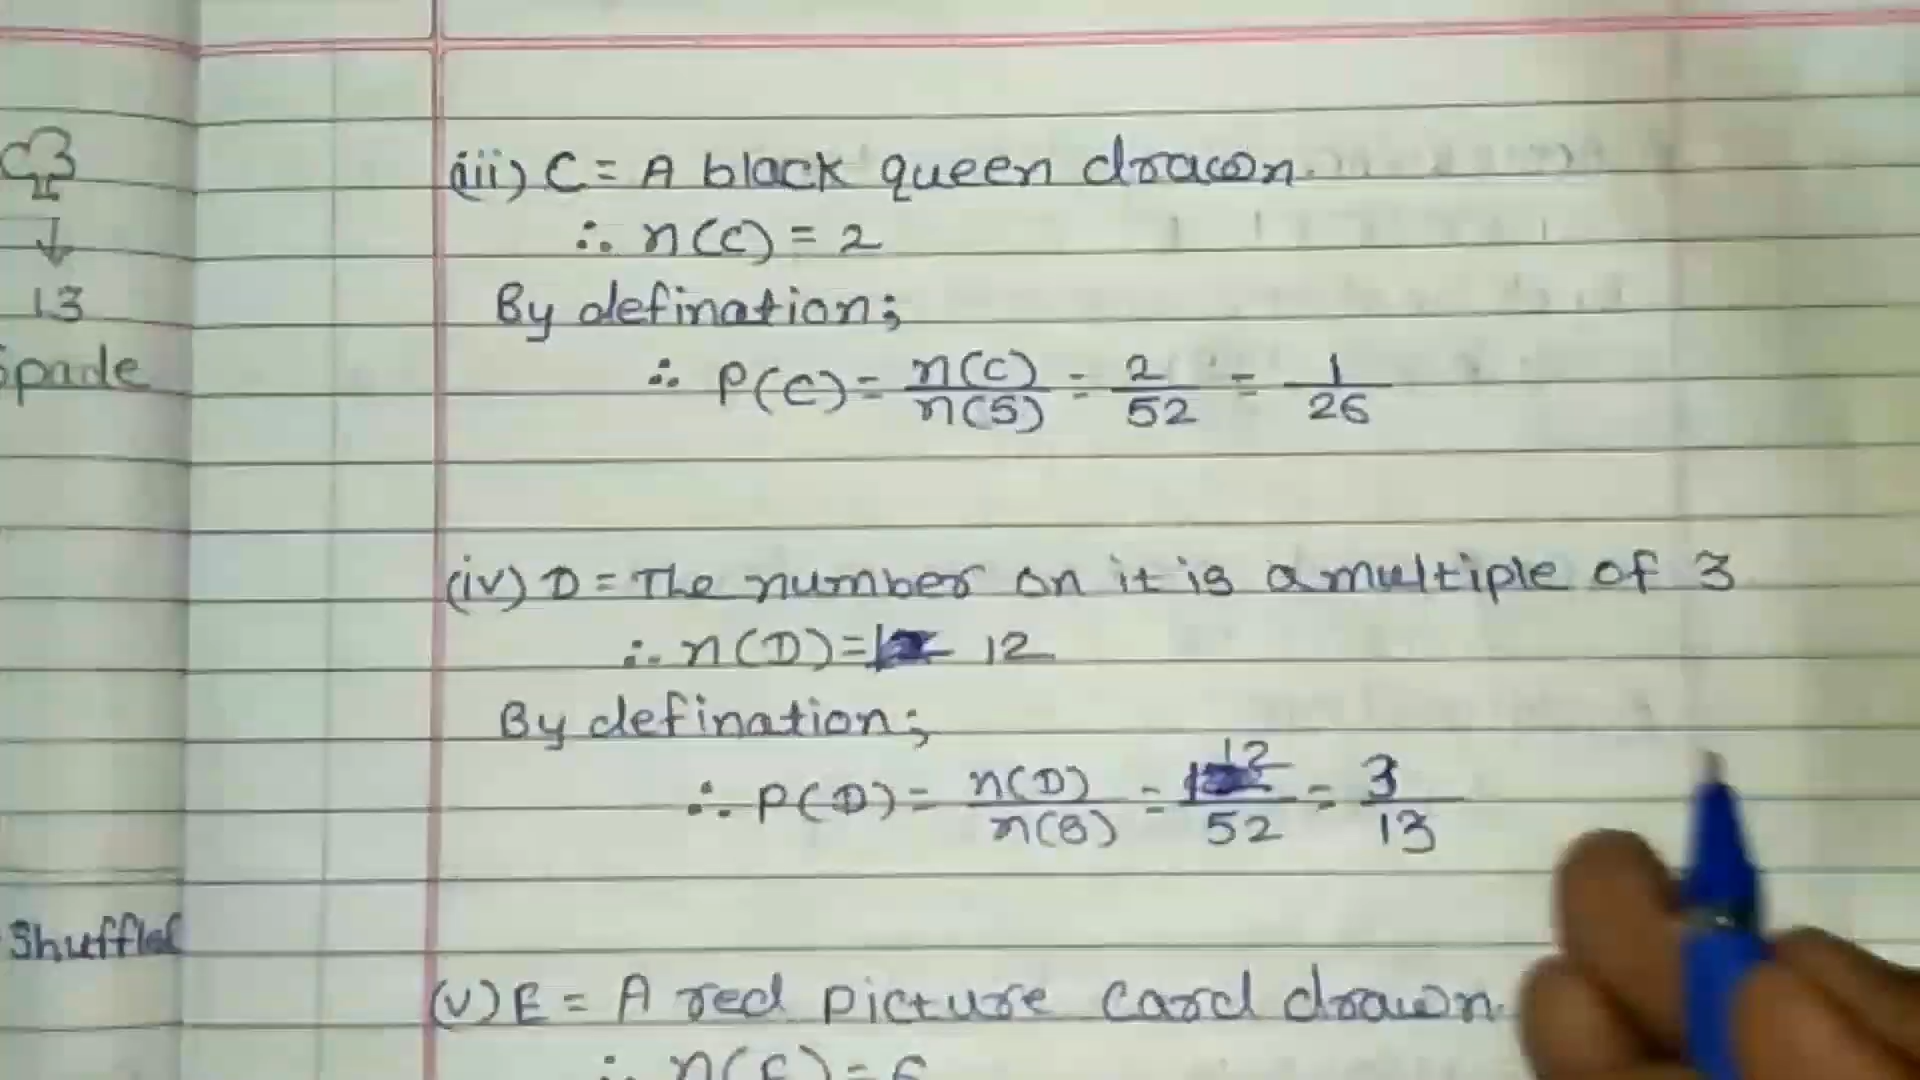 13
Spade
(iii) C = A black queen drawn.
∴ n(C) = 2
By defination;
∴ P(C) = n(C)/n(S) = 2/52 = 1/26
(iv) D = The number on it is a multiple of 3
∴ n(D) = 12
By defination;
∴ P(D) = n(D)/n(S) = 12/52 = 3/13
Shuffled
(v) E = A red picture card drawn.
∴ n(E) = 6